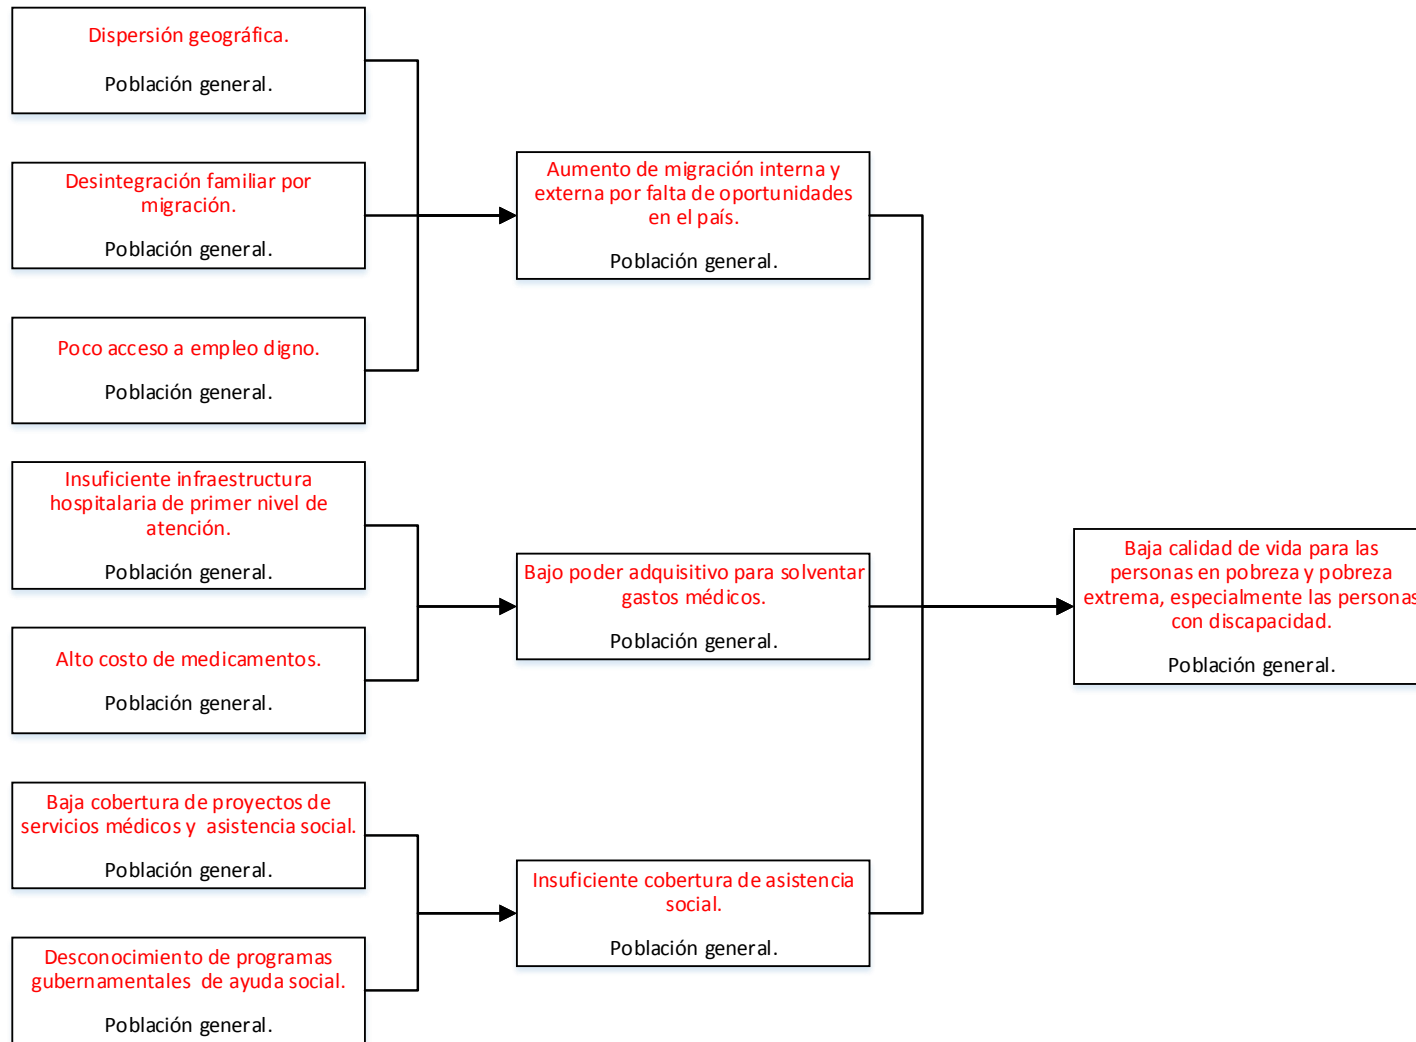 Dispersión geográfica.
Población general.
Desintegración familiar por
migración.
Población general.
Poco acceso a empleo digno.
Población general.
Insuficiente infraestructura
hospitalaria de primer nivel de
atención.
Población general.
Alto costo de medicamentos.
Población general.
Baja cobertura de proyectos de
servicios médicos y  asistencia social.
Población general.
Desconocimiento de programas
gubernamentales  de ayuda social.
Población general.
Aumento de migración interna y
externa por falta de oportunidades
en el país.
Población general.
Bajo poder adquisitivo para solventar
gastos médicos.
Población general.
Insuficiente cobertura de asistencia
social.
Población general.
Baja calidad de vida para las
personas en pobreza y pobreza
extrema, especialmente las personas
con discapacidad.
Población general.